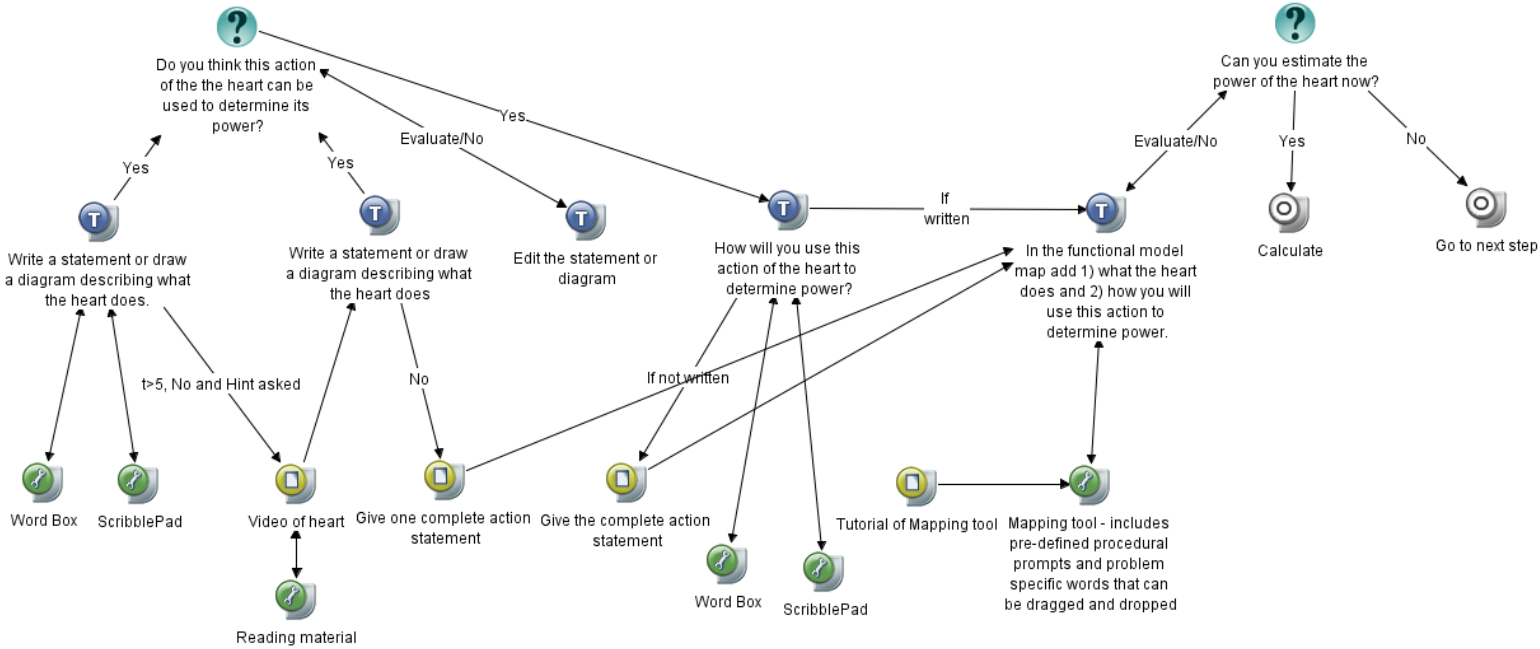 Do you think this action
of the the heart can be
used to determine its
power?
Can you estimate the
power of the heart now?
Yes
Evaluate/No
Yes
Yes
Evaluate/No
Yes
No
If
written
T
Write a statement or draw
a diagram describing what
the heart does.
T
Write a statement or draw
a diagram describing what
the heart does
T
Edit the statement or
diagram
T
How will you use this
action of the heart to
determine power?
T
In the functional model
map add 1) what the heart
does and 2) how you will
use this action to
determine power.
Calculate
Go to next step
t>5, No and Hint asked
No
If not written
Word Box
ScribblePad
Video of heart
Give one complete action
statement
Give the complete action
statement
Tutorial of Mapping tool
Mapping tool - includes
pre-defined procedural
prompts and problem
specific words that can
be dragged and dropped
Word Box
ScribblePad
Reading material
?
?